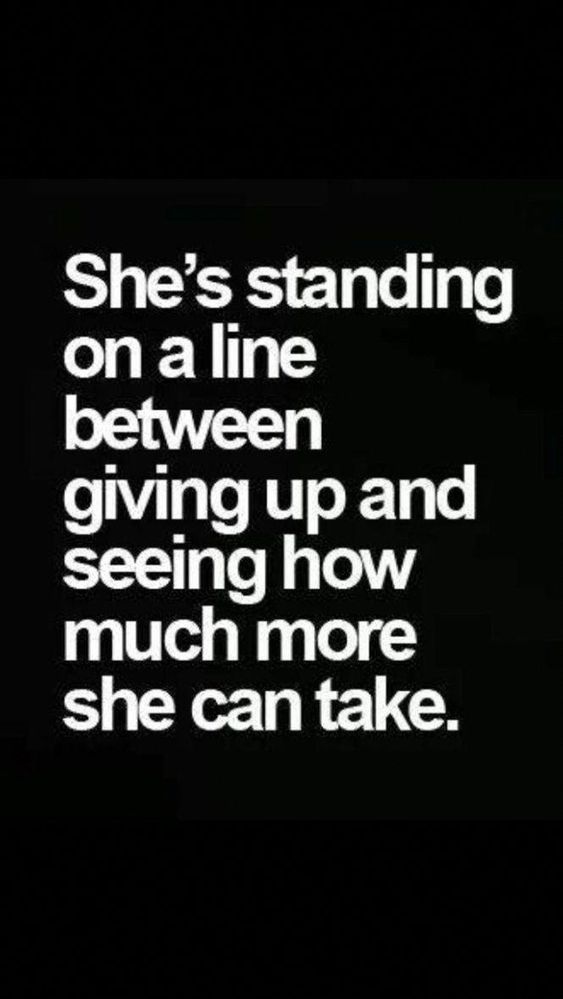 She’s standing
on a line
between
giving up and
seeing how
much more
she can take.